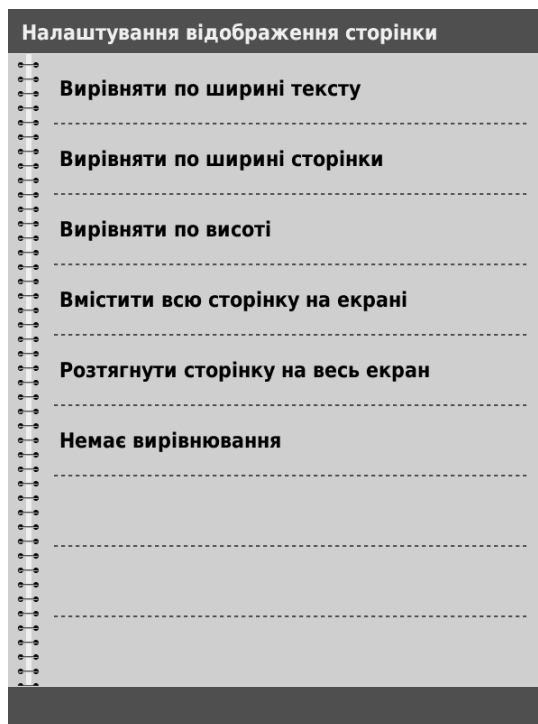 Налаштування відображення сторінки
Вирівняти по ширині тексту
Вирівняти по ширині сторінки
Вирівняти по висоті
Вмістити всю сторінку на екрані
Розтягнути сторінку на весь екран
Немає вирівнювання